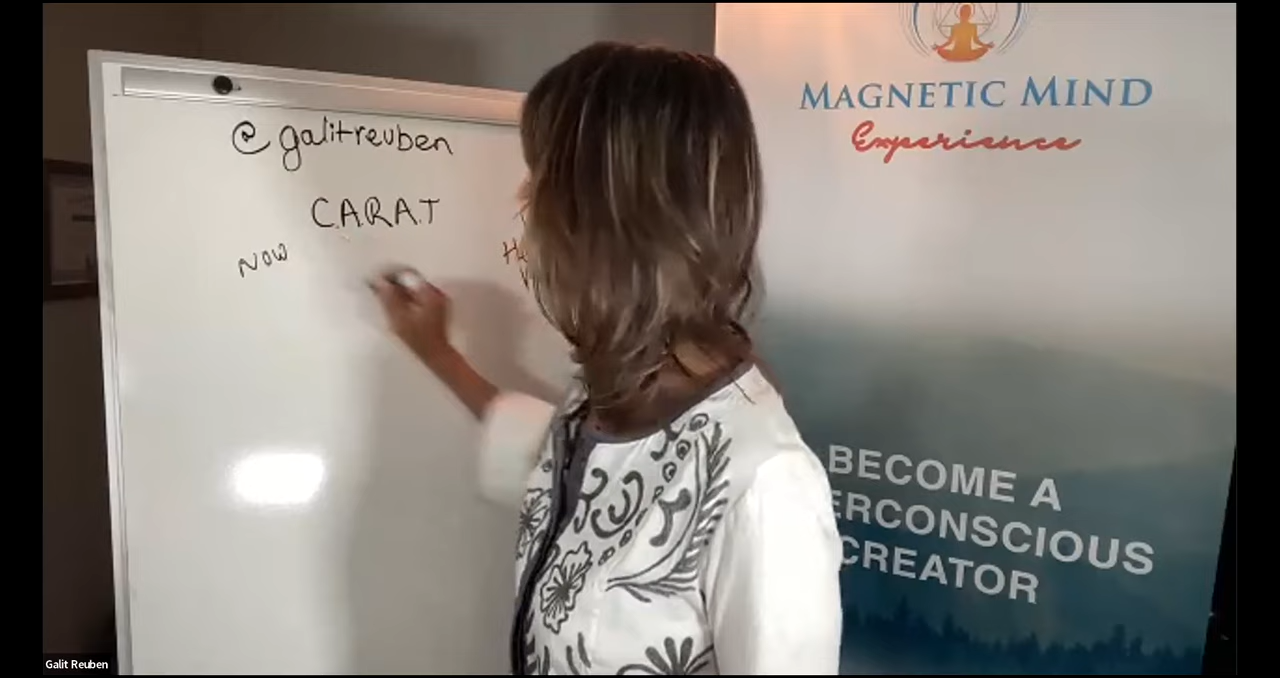 @galitreuben
C.A.R.A.T
NOW
MAGNETIC MIND
Experience
BECOME A
ERCONSCIOUS
CREATOR
Galit Reuben